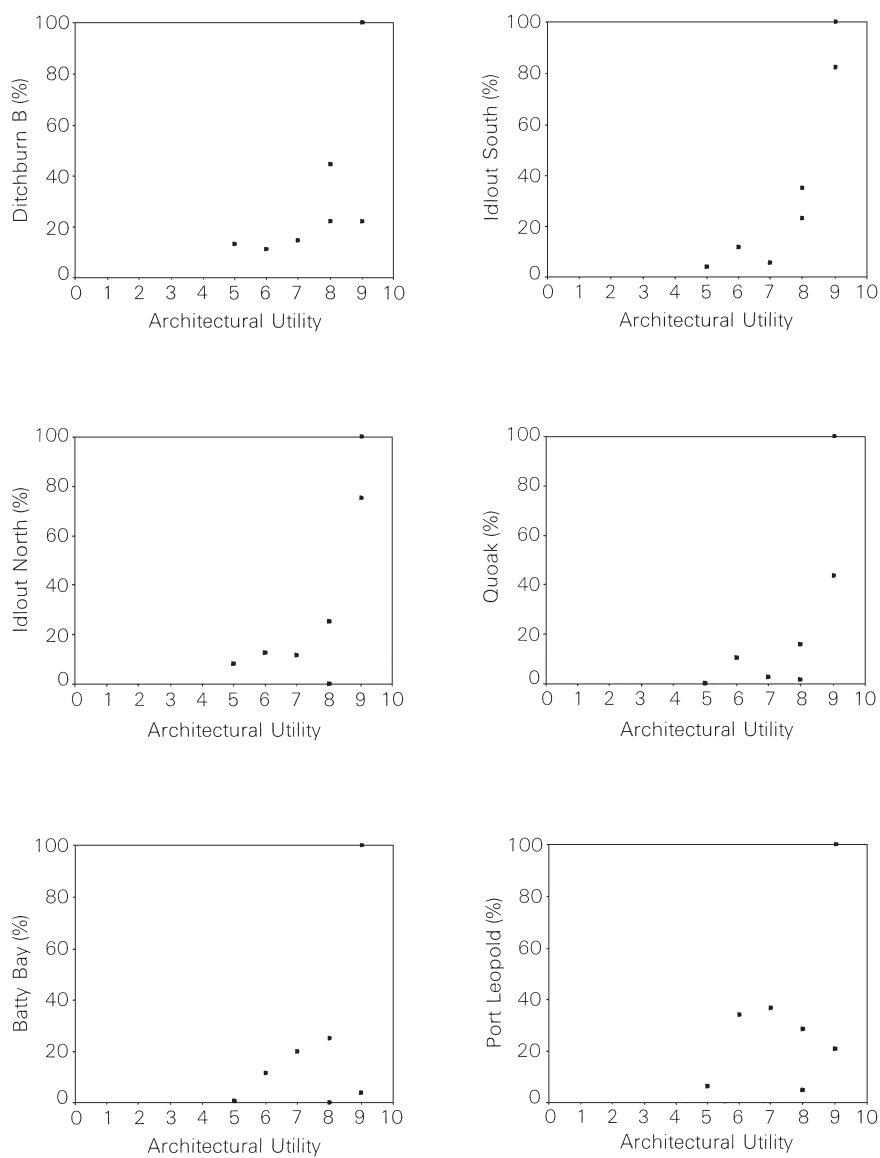 100
80
60
40
20
0
Ditchburn B (%)
0 1 2 3 4 5 6 7 8 9 10
Architectural Utility
100
80
60
40
20
0
Idlout South (%)
0 1 2 3 4 5 6 7 8 9 10
Architectural Utility
100
80
60
40
20
0
Idlout North (%)
0 1 2 3 4 5 6 7 8 9 10
Architectural Utility
100
80
60
40
20
0
Quoak (%)
0 1 2 3 4 5 6 7 8 9 10
Architectural Utility
100
80
60
40
20
0
Batty Bay (%)
0 1 2 3 4 5 6 7 8 9 10
Architectural Utility
100
80
60
40
20
0
Port Leopold (%)
0 1 2 3 4 5 6 7 8 9 10
Architectural Utility